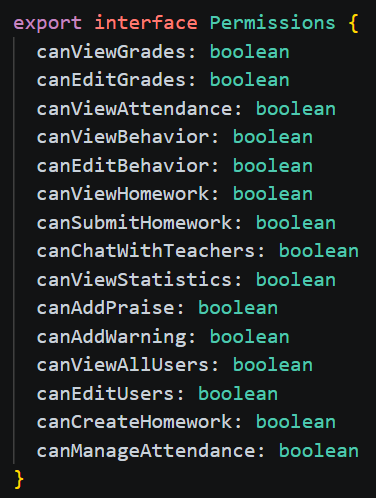 export interface Permissions {
  canViewGrades: boolean
  canEditGrades: boolean
  canViewAttendance: boolean
  canViewBehavior: boolean
  canEditBehavior: boolean
  canViewHomework: boolean
  canSubmitHomework: boolean
  canChatWithTeachers: boolean
  canViewStatistics: boolean
  canAddPraise: boolean
  canAddWarning: boolean
  canViewAllUsers: boolean
  canEditUsers: boolean
  canCreateHomework: boolean
  canManageAttendance: boolean
}